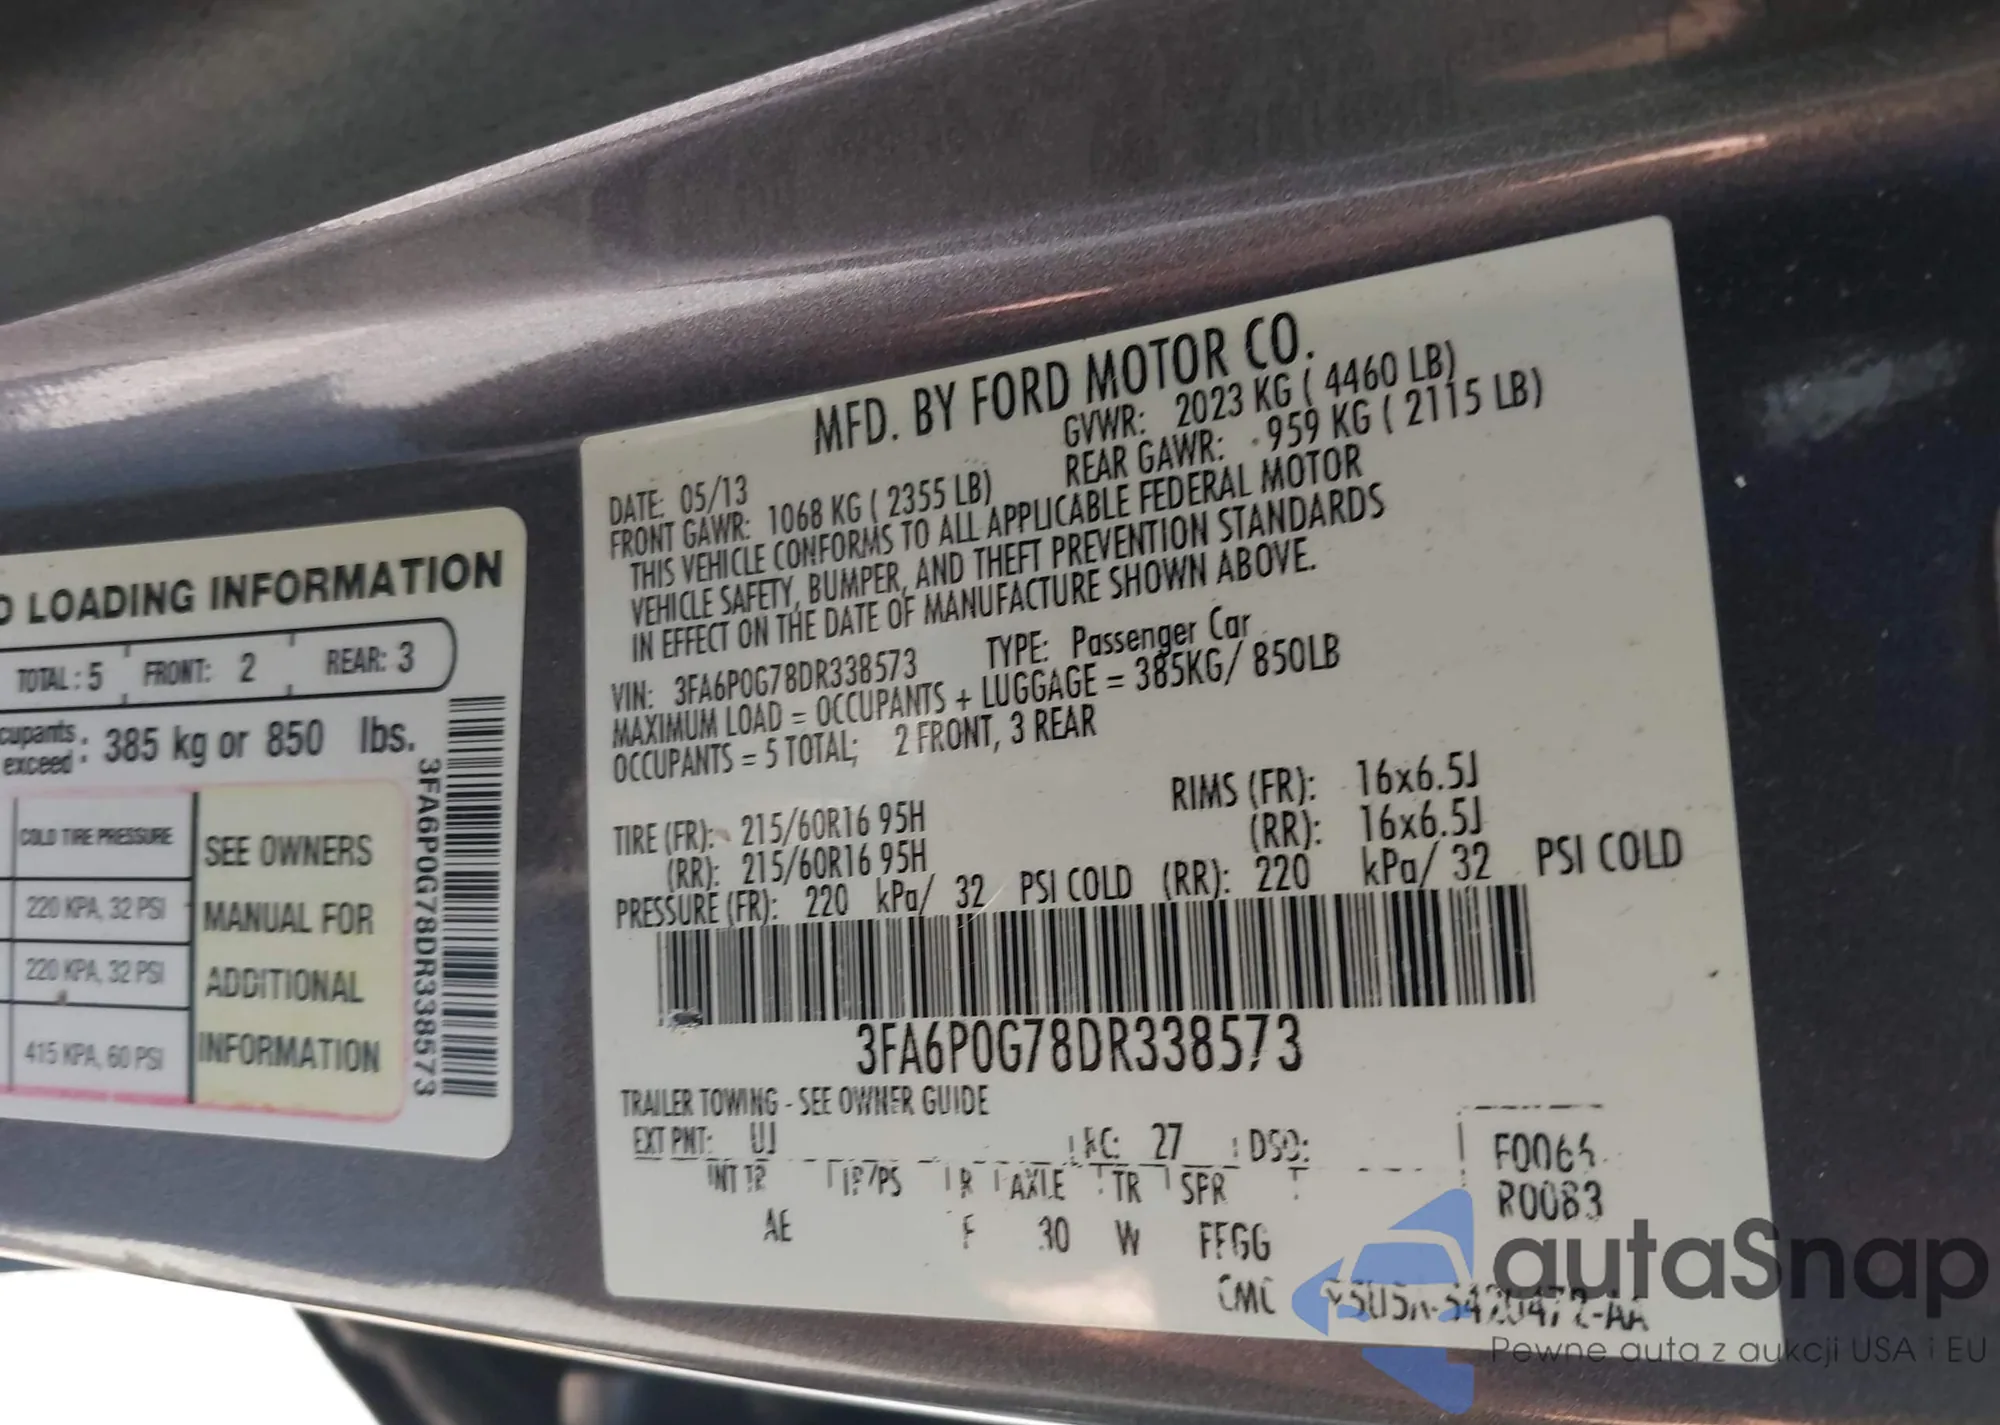 LOADING INFORMATION
TOTAL: 5 FRONT: 2 REAR: 3
385 kg or 850 lbs.
exceed:
COLD TIRE PRESSURE
220 KPA, 32 PSI
220 KPA, 32 PSI
415 KPA, 60 PSI
SEE OWNERS
MANUAL FOR
ADDITIONAL
INFORMATION
3FA6P0G78DR338573
MFD. BY FORD MOTOR CO.
DATE: 05/13 GVWR: 2023 KG ( 4460 LB)
FRONT GAWR: 1068 KG ( 2355 LB) REAR GAWR: 959 KG ( 2115 LB)
THIS VEHICLE CONFORMS TO ALL APPLICABLE FEDERAL MOTOR
VEHICLE SAFETY, BUMPER, AND THEFT PREVENTION STANDARDS
IN EFFECT ON THE DATE OF MANUFACTURE SHOWN ABOVE.
VIN: 3FA6P0G78DR338573 TYPE: Passenger Car
MAXIMUM LOAD = OCCUPANTS + LUGGAGE = 385KG/ 850LB
OCCUPANTS = 5 TOTAL; 2 FRONT, 3 REAR
TIRE (FR): 215/60R16 95H RIMS (FR): 16x6.5J
(RR): 215/60R16 95H (RR): 16x6.5J
PRESSURE (FR): 220 kPa/ 32 PSI COLD (RR): 220 kPa/ 32 PSI COLD
3FA6P0G78DR338573
TRAILER TOWING - SEE OWNER GUIDE
EXT PNT: UJ RC: 27 DSO:
INT TR TP/PS R AXLE TR SPR
AE F 30 W FFGG
R0083
autaSnap
Pewne auta z aukcji USA i EU